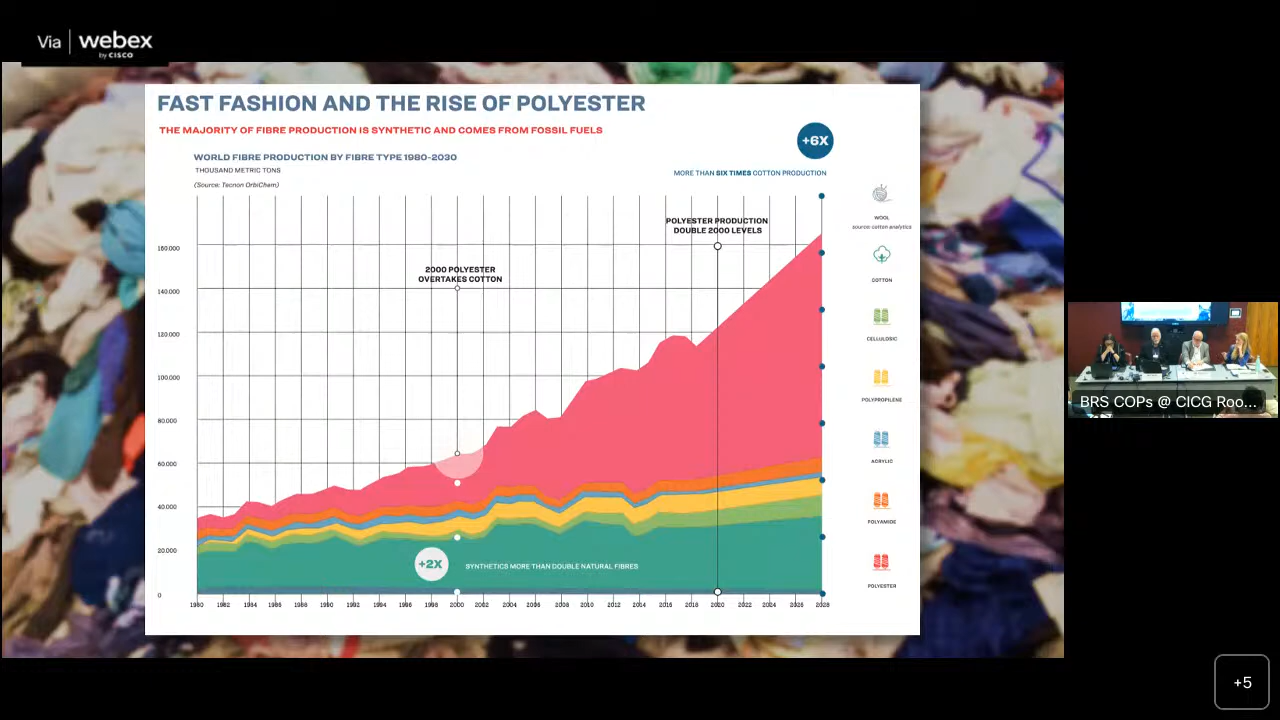 Via | webex
by CISCO
FAST FASHION AND THE RISE OF POLYESTER
THE MAJORITY OF FIBRE PRODUCTION IS SYNTHETIC AND COMES FROM FOSSIL FUELS
+6X
WORLD FIBRE PRODUCTION BY FIBRE TYPE 1980-2030
THOUSAND METRIC TONS
MORE THAN SIX TIMES COTTON PRODUCTION
(Source: Tecnon OrbiChem)
POLYESTER PRODUCTION
DOUBLE 2000 LEVELS
2000 POLYESTER
OVERTAKES COTTON
160.000
140.000
120.000
100.000
80.000
60.000
40.000
20.000
0
+2X
SYNTHETICS MORE THAN DOUBLE NATURAL FIBRES
1980 1982 1984 1986 1988 1990 1992 1994 1996 1998 2000 2002 2004 2006 2008 2010 2012 2014 2016 2018 2020 2022 2024 2026 2028
WOOL
source: cotton analytics
COTTON
CELLULOSIC
POLYPROPILENE
ACRYLIC
POLYAMIDE
POLYESTER
BRS COPs @ CICG Roo...
+5